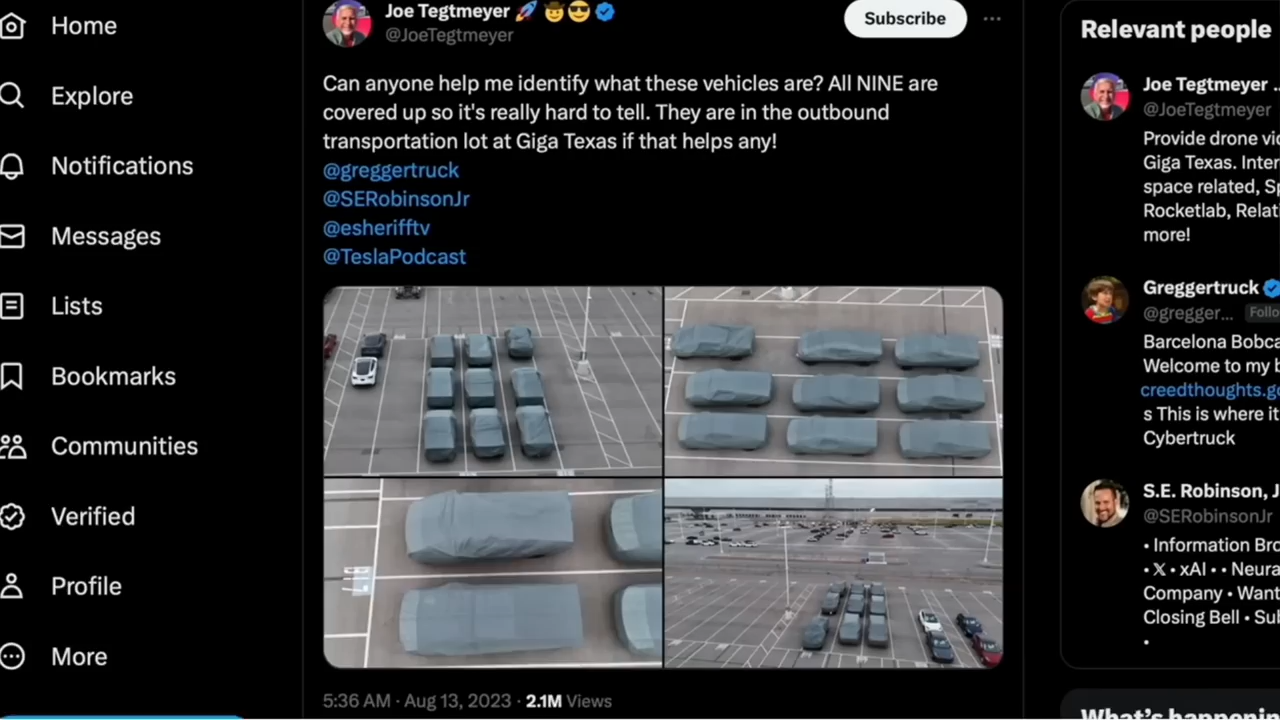 Home
Explore
Notifications
Messages
Lists
Bookmarks
Communities
Verified
Profile
More
Joe Tegtmeyer 🚀 🤠😎
@JoeTegtmeyer
Subscribe
Can anyone help me identify what these vehicles are? All NINE are
covered up so it's really hard to tell. They are in the outbound
transportation lot at Giga Texas if that helps any!
@greggertruck
@SERobinsonJr
@esherifftv
@TeslaPodcast
5:36 AM · Aug 13, 2023 · 2.1M Views
Relevant people
Joe Tegtmeyer ..
@JoeTegtmeyer
Provide drone vid
Giga Texas. Inter
space related, Sp
Rocketlab, Relati
more!
Greggertruck
@gregger... Follo
Barcelona Bobca
Welcome to my b
creedthoughts.go
s This is where it
Cybertruck
S.E. Robinson, J
@SERobinsonJr
• Information Bro
• X • xAI • • Neura
Company • Want
Closing Bell • Sub
•
What's happenin